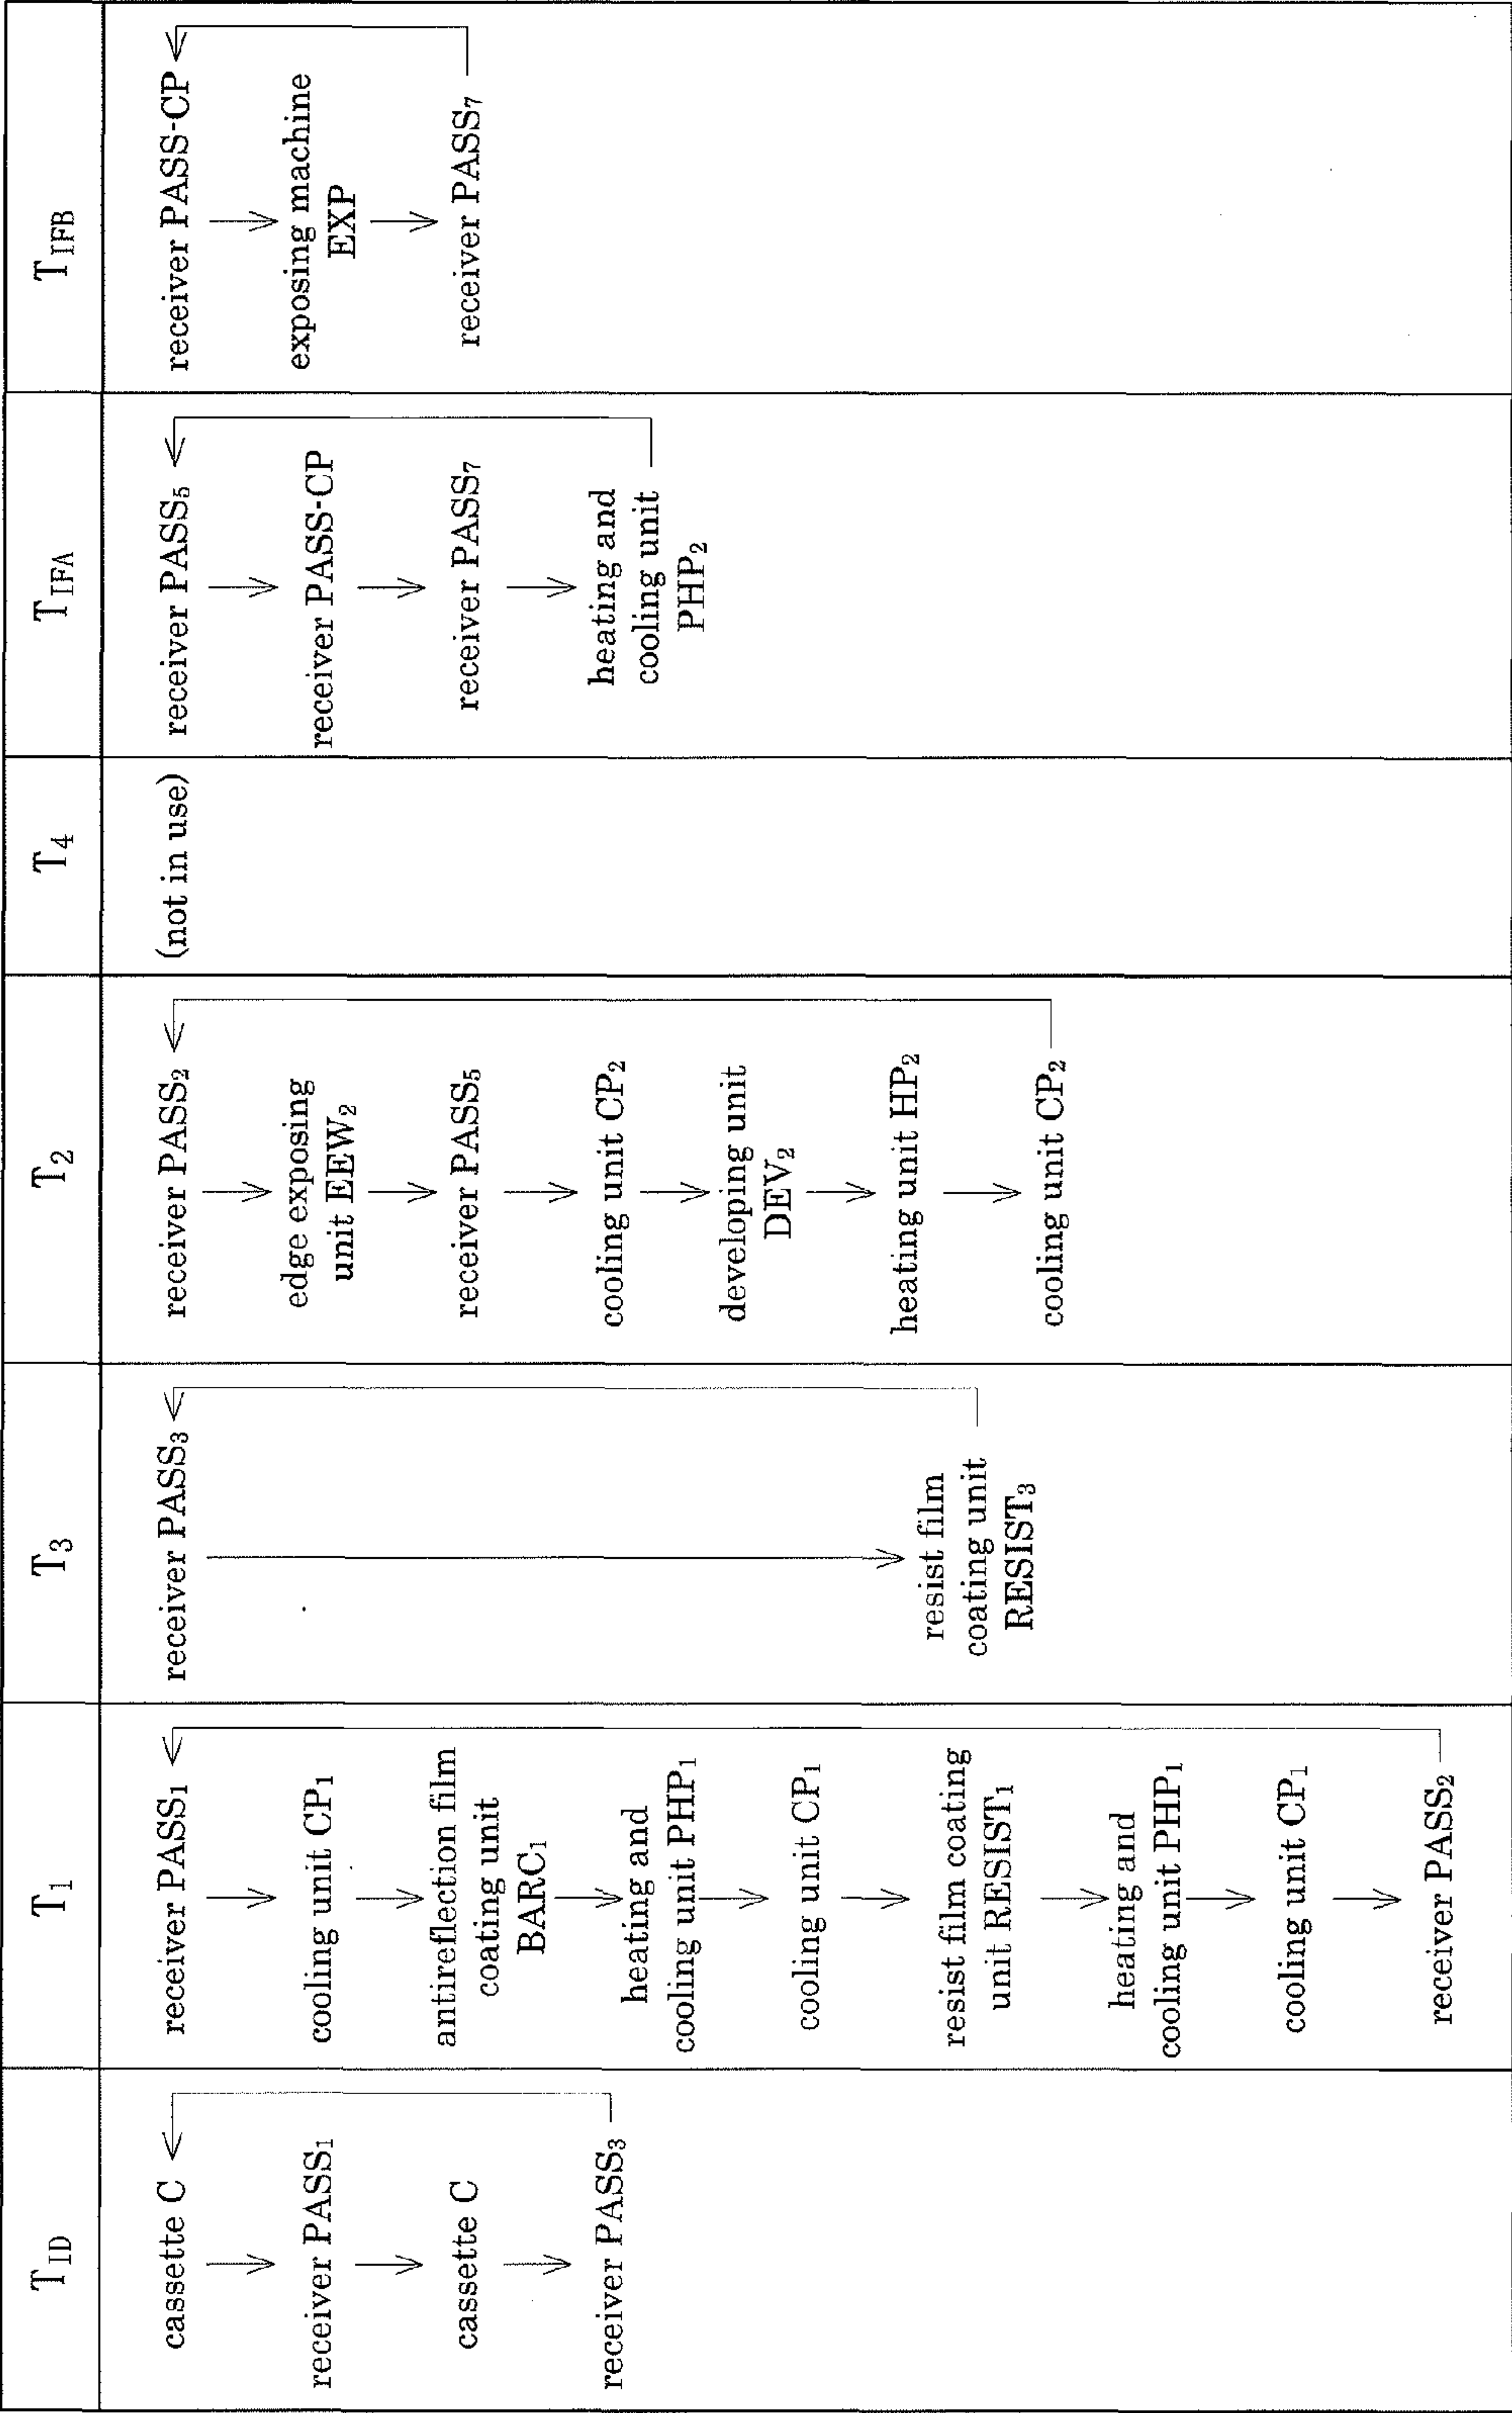 T_ID
cassette C
receiver PASS₁
cassette C
receiver PASS₃
T₁
receiver PASS₁
cooling unit CP₁
antireflection film
coating unit
BARC₁
heating and
cooling unit PHP₁
cooling unit CP₁
resist film coating
unit RESIST₁
heating and
cooling unit PHP₁
cooling unit CP₁
receiver PASS₂
T₃
receiver PASS₃
resist film
coating unit
RESIST₃
T₂
receiver PASS₂
edge exposing
unit EEW₂
receiver PASS₅
cooling unit CP₂
developing unit
DEV₂
heating unit HP₂
cooling unit CP₂
T₄
(not in use)
T_IFA
receiver PASS₅
receiver PASS-CP
receiver PASS₇
heating and
cooling unit
PHP₂
T_IFB
receiver PASS-CP
exposing machine
EXP
receiver PASS₇